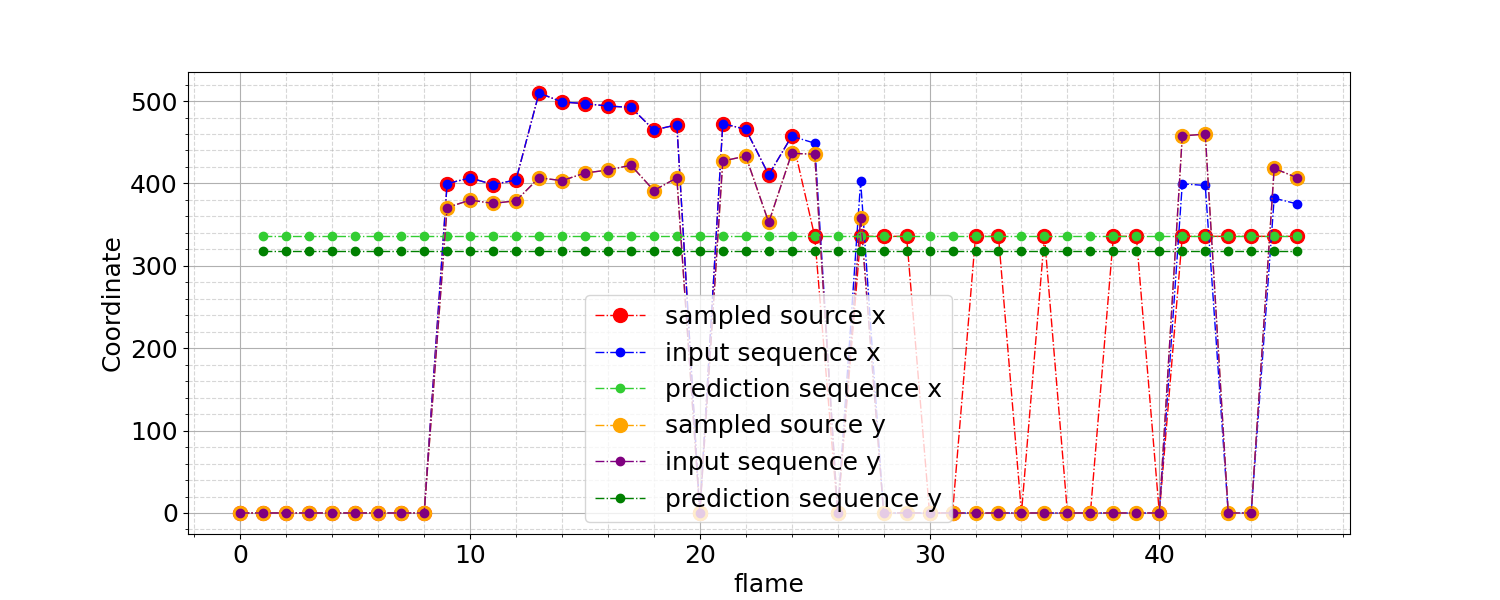 500
400
300
200
100
0
Coordinate
sampled source x
input sequence x
prediction sequence x
sampled source y
input sequence y
prediction sequence y
0 10 20 30 40
flame